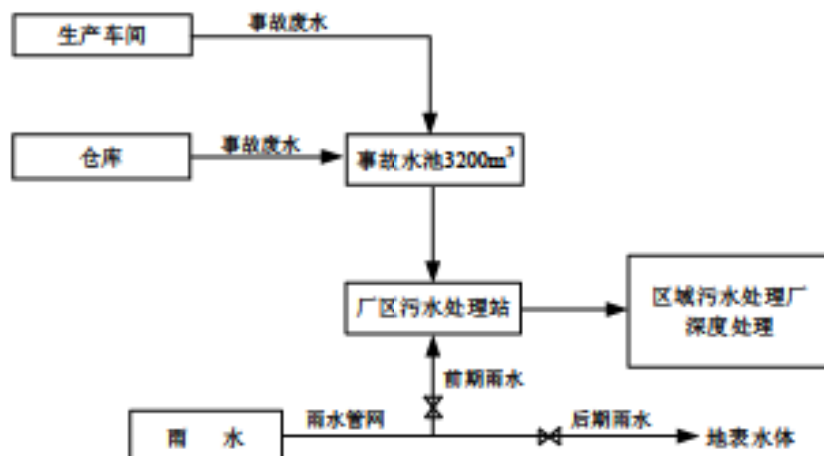 事故废水
生产车间
仓库
事故废水
事故水池3200m³
厂区污水处理站
区域污水处理厂
深度处理
前期雨水
雨 水
雨水管网
后期雨水
地表水体